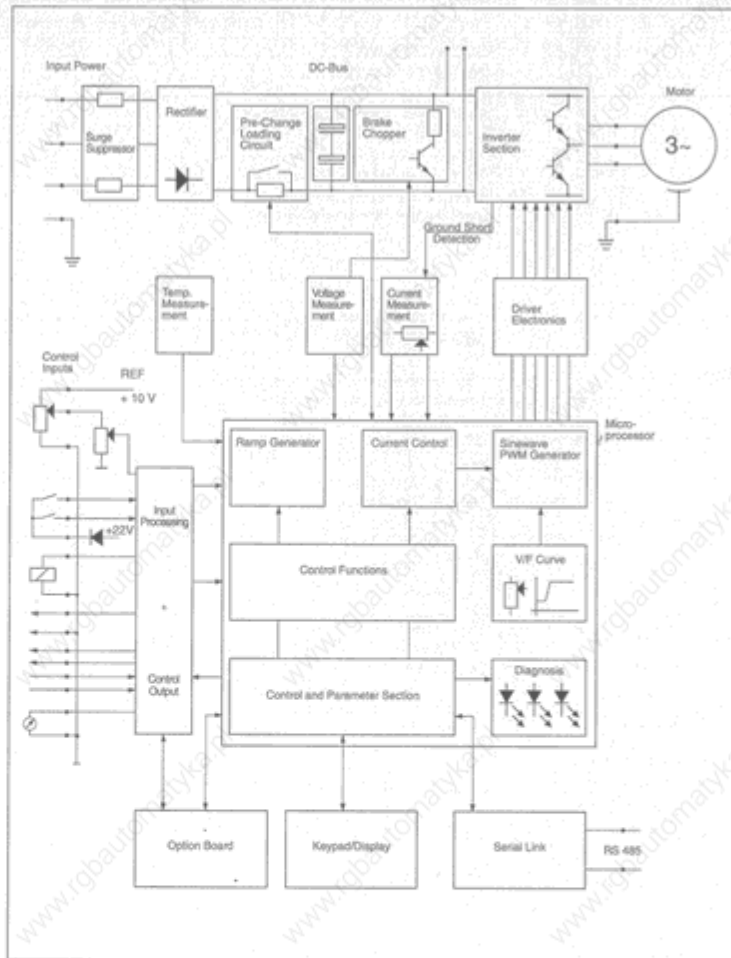 Input Power
DC-Bus
Motor
Surge
Suppressor
Rectifier
Pre-Change
Loading
Circuit
Brake
Chopper
Inverter
Section
3~
Ground Short
Detection
Temp.
Measure-
ment
Voltage
Measure-
ment
Current
Measure-
ment
Driver
Electronics
Control
Inputs
REF
+ 10 V
Micro-
processor
Ramp Generator
Current Control
Sinewave
PWM Generator
Input
Processing
+22V
Control Functions
V/F Curve
Control
Output
Control and Parameter Section
Diagnosis
Option Board
Keypad/Display
Serial Link
RS 485
www.rgbautomatyka.pl